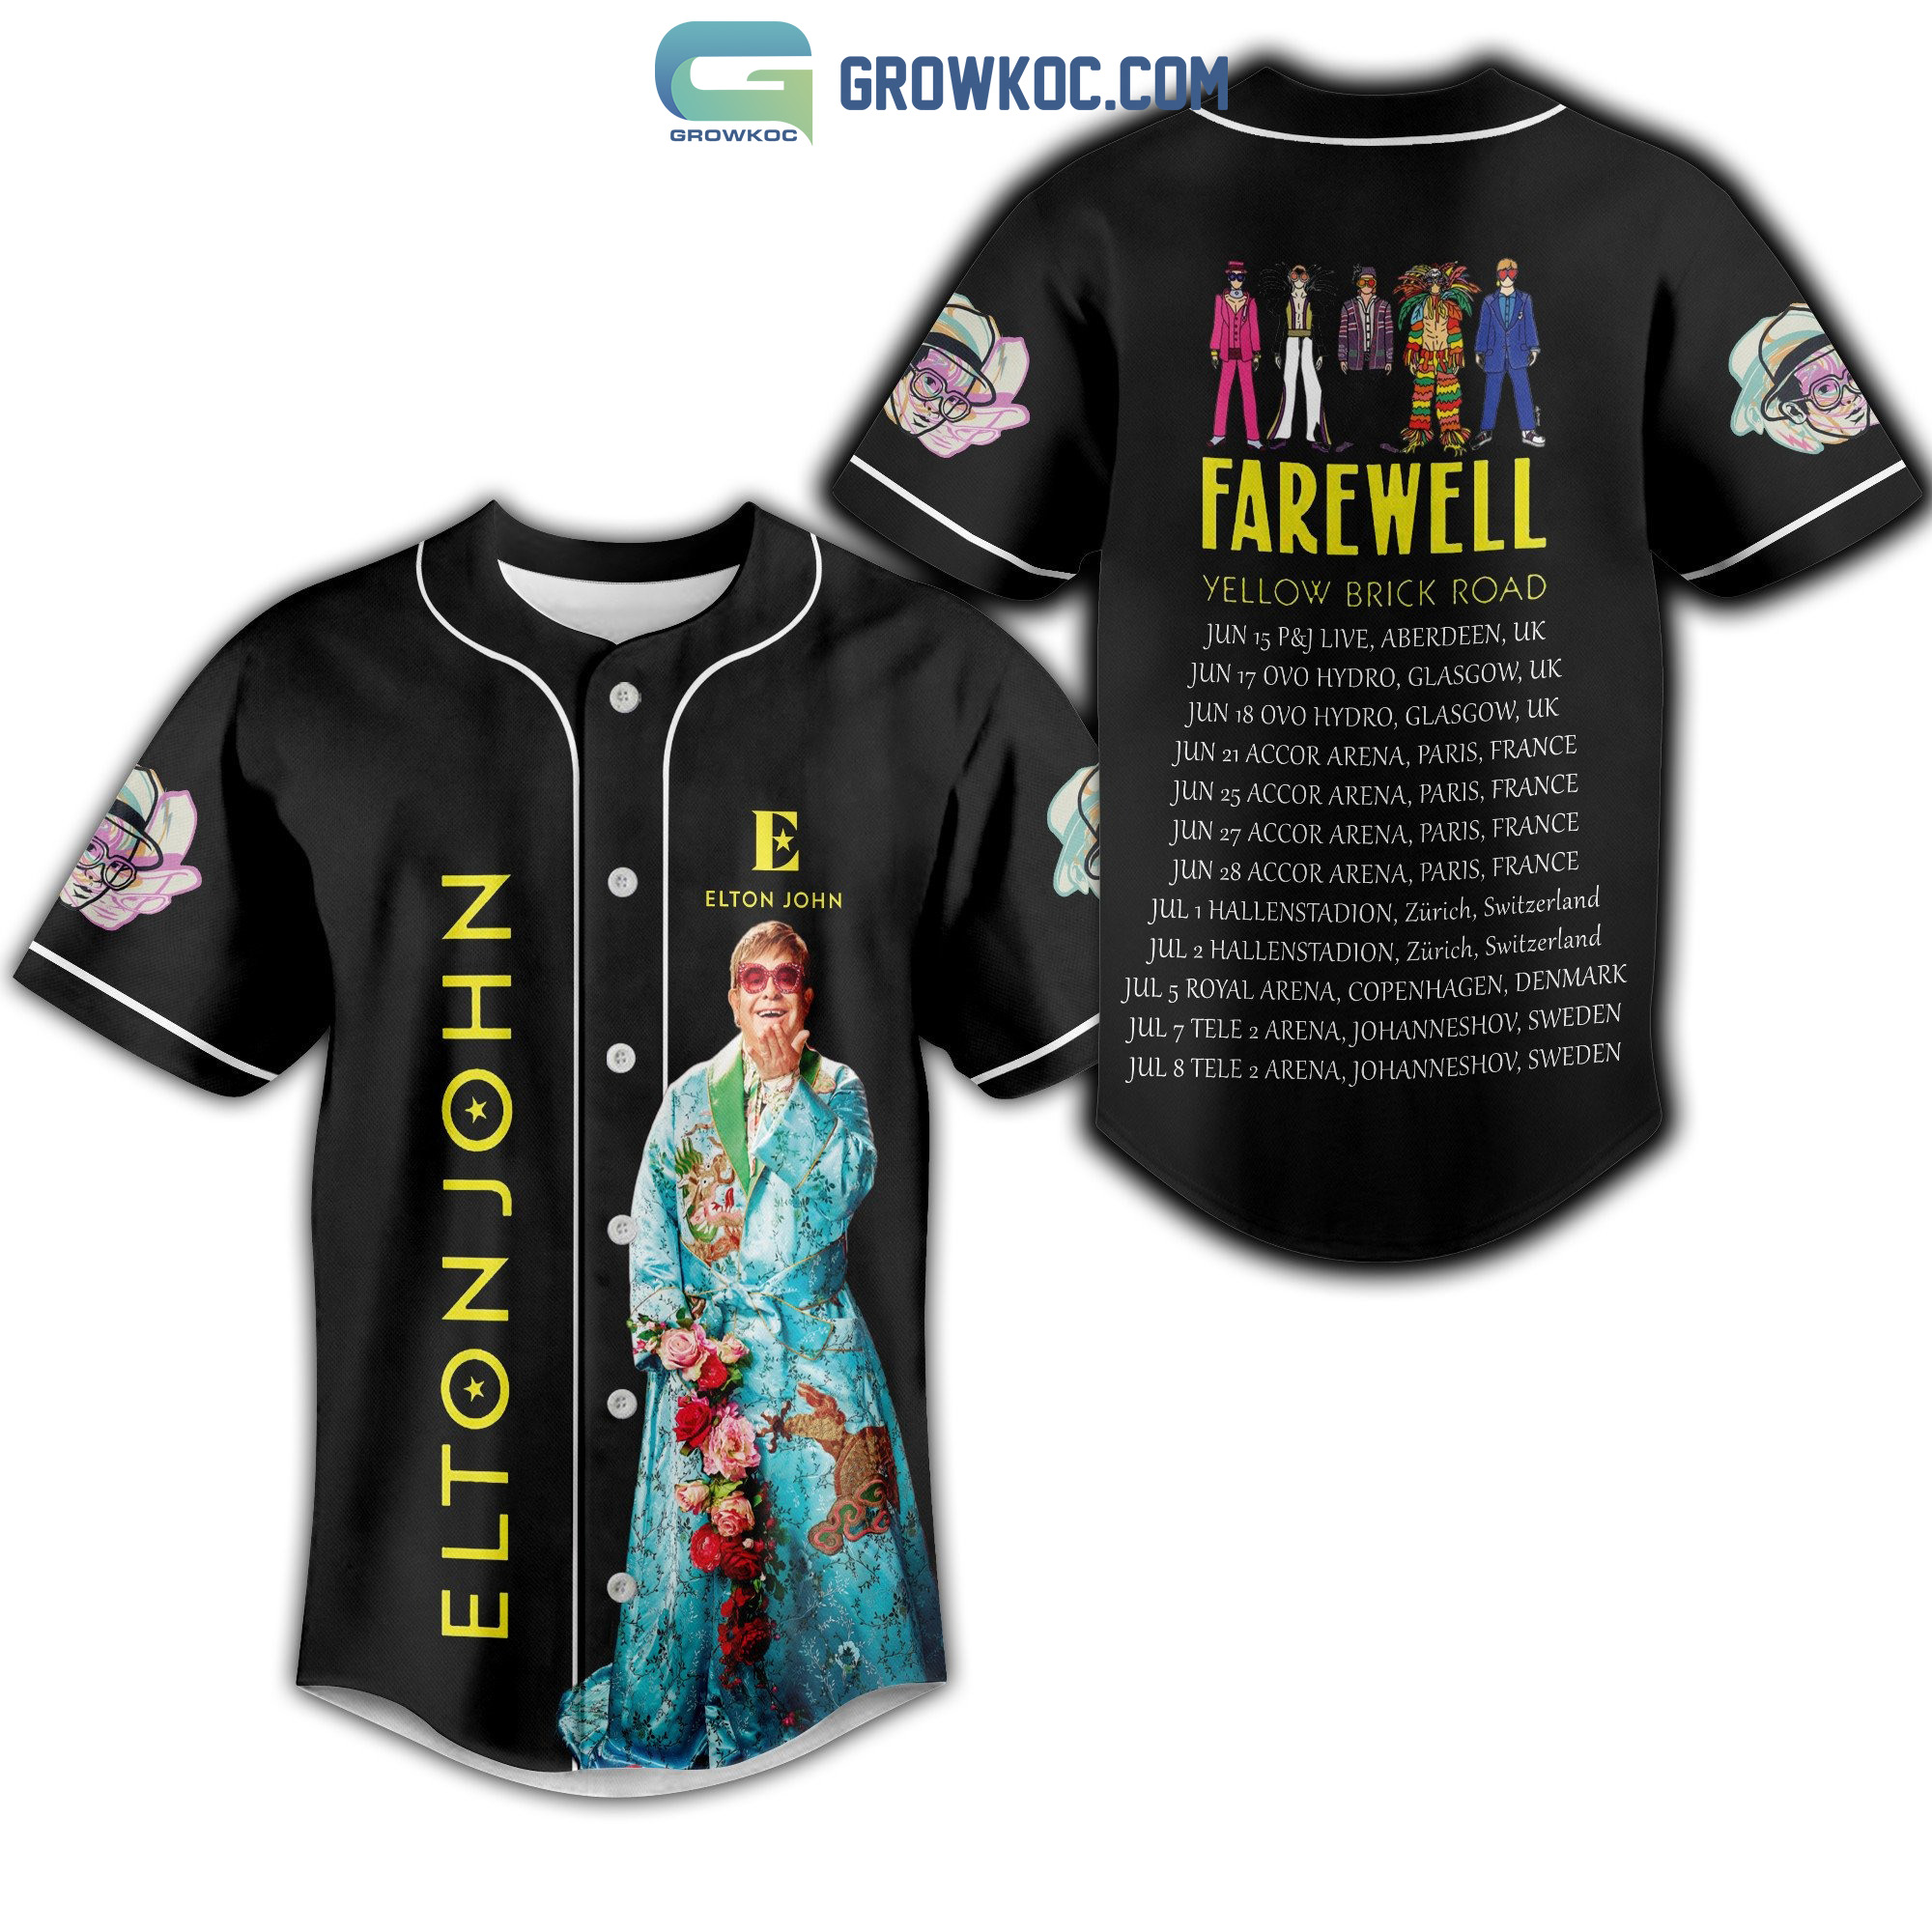 GROWKOC
GROWKOC.COM
FAREWELL
YELLOW BRICK ROAD
JUN 15 P&J LIVE, ABERDEEN, UK
JUN 17 OVO HYDRO, GLASGOW, UK
JUN 18 OVO HYDRO, GLASGOW, UK
JUN 21 ACCOR ARENA, PARIS, FRANCE
JUN 25 ACCOR ARENA, PARIS, FRANCE
JUN 27 ACCOR ARENA, PARIS, FRANCE
JUN 28 ACCOR ARENA, PARIS, FRANCE
JUL 1 HALLENSTADION, Zürich, Switzerland
JUL 2 HALLENSTADION, Zürich, Switzerland
JUL 5 ROYAL ARENA, COPENHAGEN, DENMARK
JUL 7 TELE 2 ARENA, JOHANNESHOV, SWEDEN
JUL 8 TELE 2 ARENA, JOHANNESHOV, SWEDEN
ELTON JOHN
E
ELTON JOHN